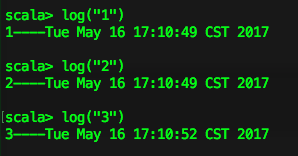 scala> log("1")
1----Tue May 16 17:10:49 CST 2017
scala> log("2")
2----Tue May 16 17:10:49 CST 2017
[scala> log("3")
3----Tue May 16 17:10:52 CST 2017